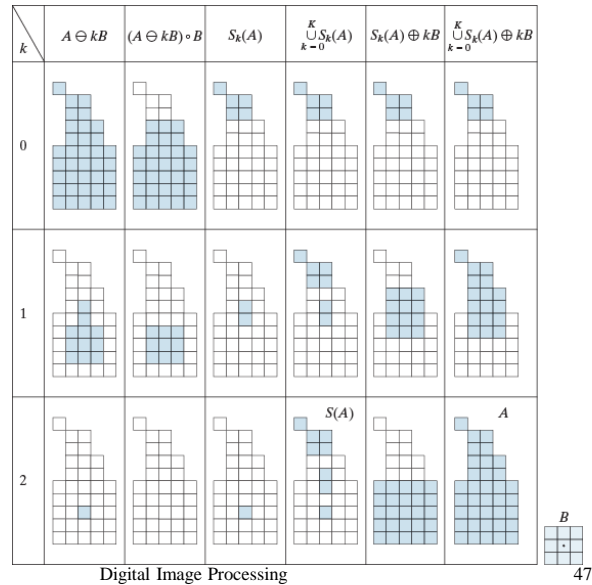 k A ⊖ kB (A ⊖ kB) ∘ B S_k(A) ⋃_{k=0}^{K} S_k(A) S_k(A) ⊕ kB ⋃_{k=0}^{K} S_k(A) ⊕ kB
0
1
S(A) A
2
B
Digital Image Processing 47